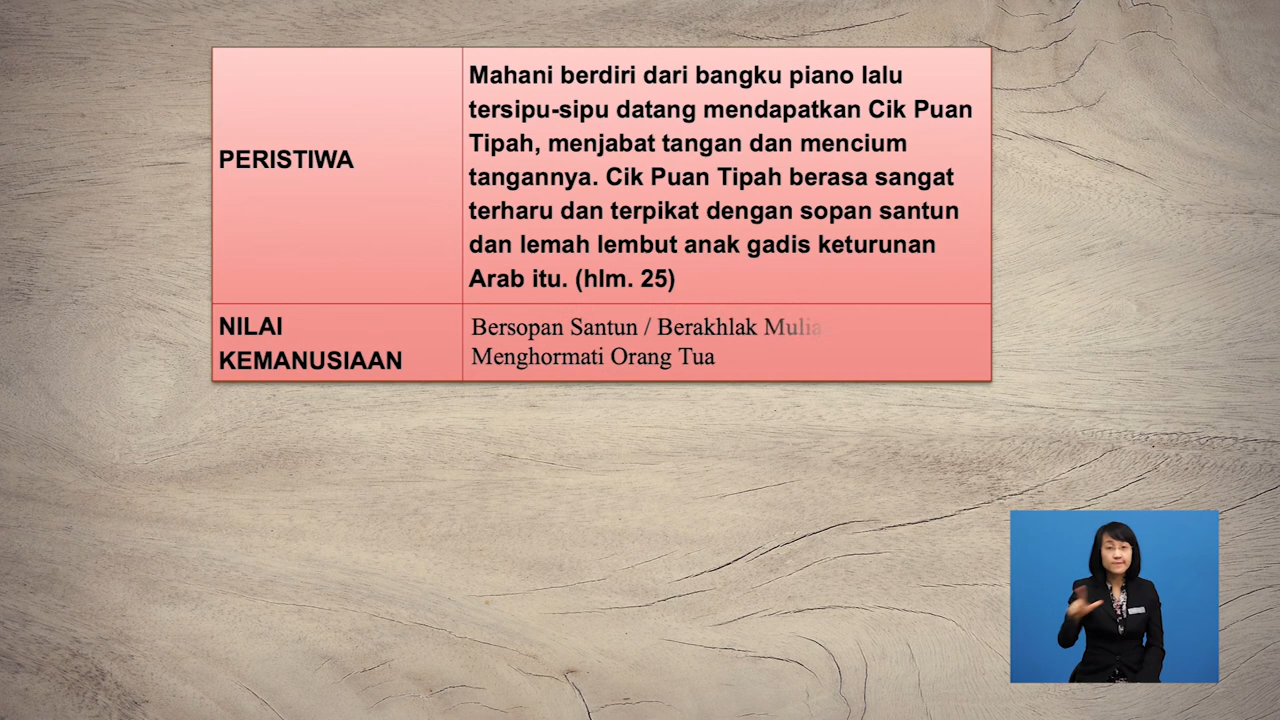 PERISTIWA
Mahani berdiri dari bangku piano lalu
tersipu-sipu datang mendapatkan Cik Puan
Tipah, menjabat tangan dan mencium
tangannya. Cik Puan Tipah berasa sangat
terharu dan terpikat dengan sopan santun
dan lemah lembut anak gadis keturunan
Arab itu. (hlm. 25)
NILAI
KEMANUSIAAN
Bersopan Santun / Berakhlak Mulia
Menghormati Orang Tua